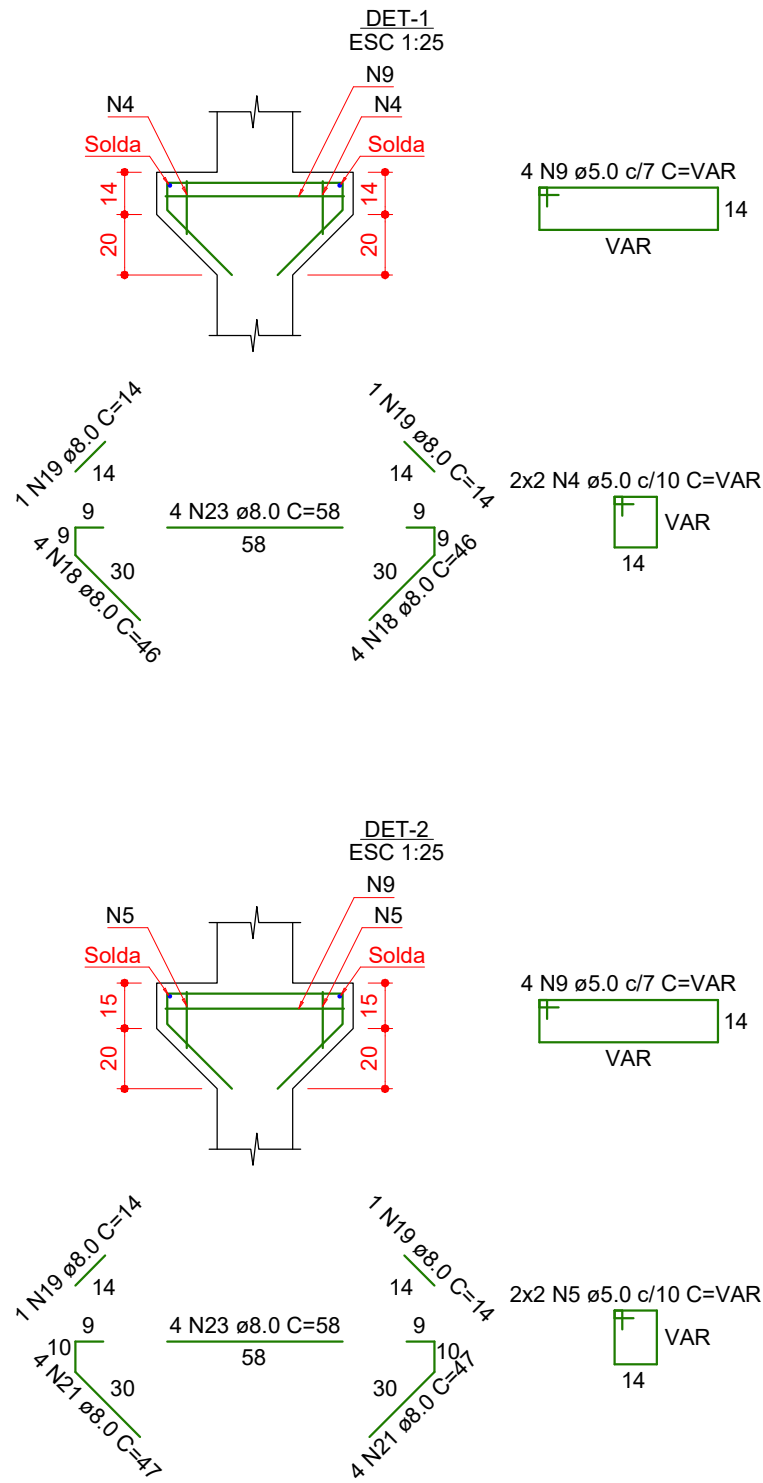 DET-1
ESC 1:25
N9
N4
N4
Solda
Solda
14
14
20
20
4 N9 ø5.0 c/7 C=VAR
14
VAR
1 N19 ø8.0 C=14
14
1 N19 ø8.0 C=14
14
9
9
4 N18 ø8.0 C=46
30
4 N23 ø8.0 C=58
58
9
9
30
4 N18 ø8.0 C=46
2x2 N4 ø5.0 c/10 C=VAR
VAR
14
DET-2
ESC 1:25
N9
N5
N5
Solda
Solda
15
15
20
20
4 N9 ø5.0 c/7 C=VAR
14
VAR
1 N19 ø8.0 C=14
14
1 N19 ø8.0 C=14
14
9
10
4 N21 ø8.0 C=47
30
4 N23 ø8.0 C=58
58
9
10
30
4 N21 ø8.0 C=47
2x2 N5 ø5.0 c/10 C=VAR
VAR
14